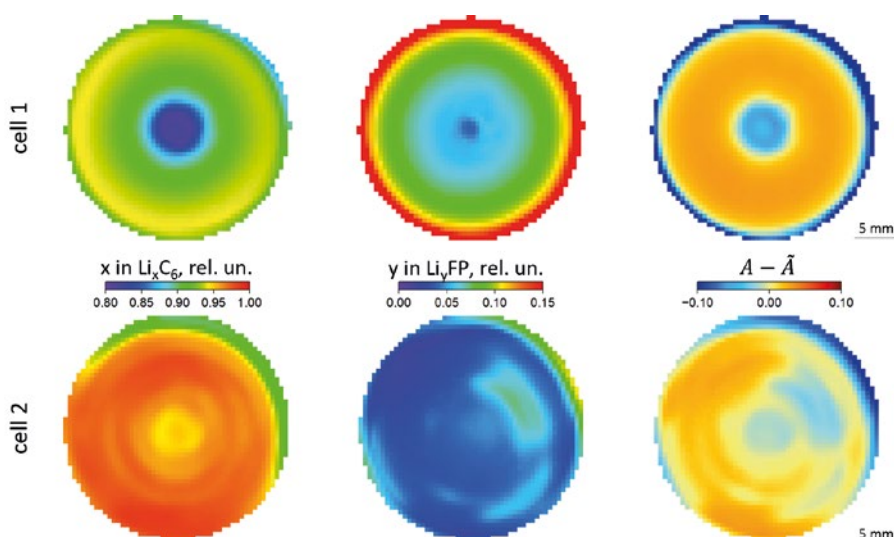 cell 1
5 mm
x in LiₓC₆, rel. un.
0.80 0.85 0.90 0.95 1.00
y in LiᵧFP, rel. un.
0.00 0.05 0.10 0.15
A − Ã
−0.10 0.00 0.10
cell 2
5 mm